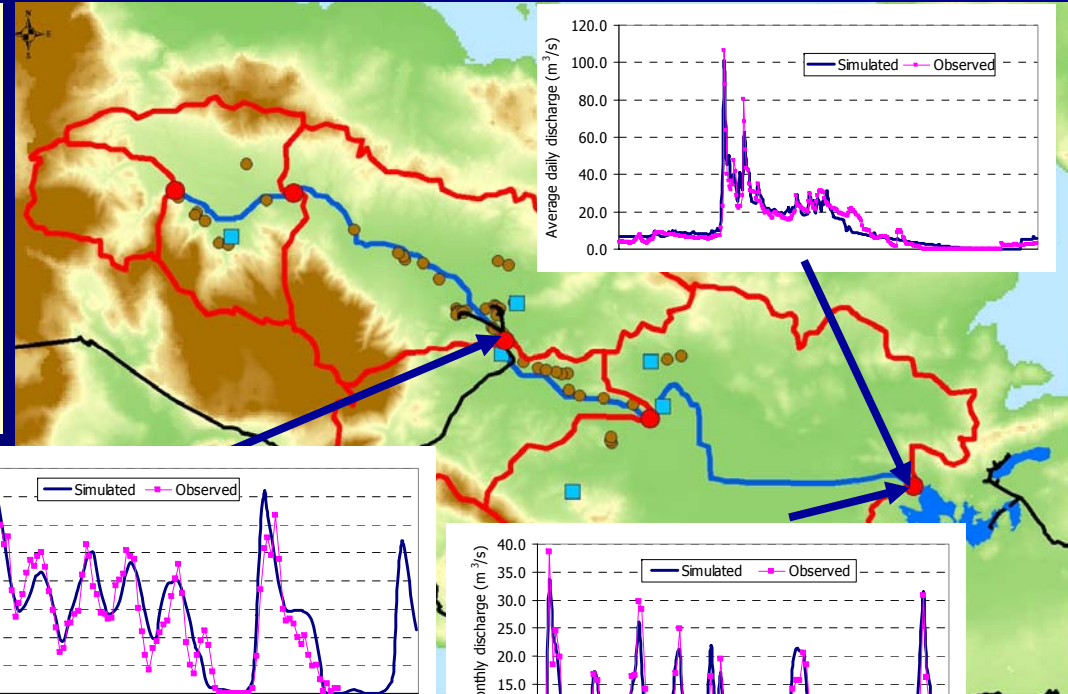 N
E
S
Average daily discharge (m³/s)
120.0
100.0
80.0
60.0
40.0
20.0
0.0
Simulated Observed
Simulated Observed
onthly discharge (m³/s)
40.0
35.0
30.0
25.0
20.0
15.0
Simulated Observed